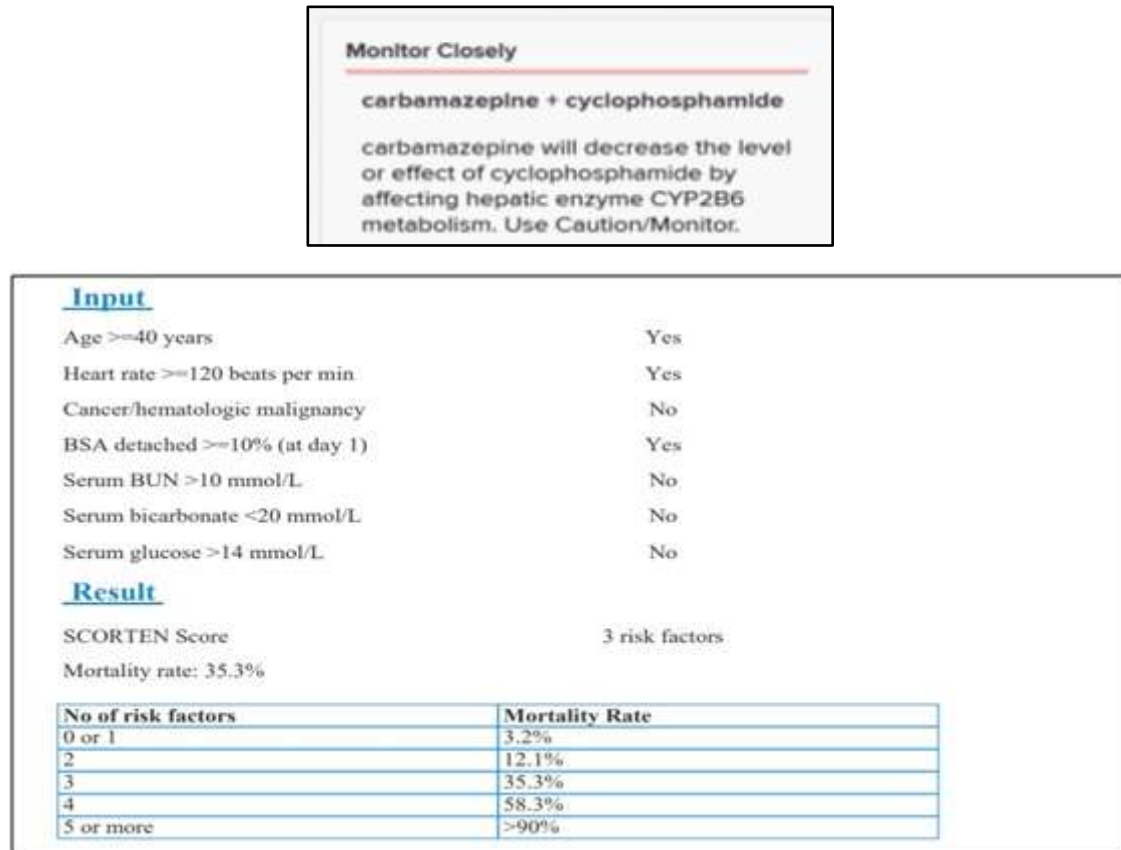 Monitor Closely
carbamazepine + cyclophosphamide
carbamazepine will decrease the level
or effect of cyclophosphamide by
affecting hepatic enzyme CYP2B6
metabolism. Use Caution/Monitor.
Input
Age >=40 years Yes
Heart rate >=120 beats per min Yes
Cancer/hematologic malignancy No
BSA detached >=10% (at day 1) Yes
Serum BUN >10 mmol/L No
Serum bicarbonate <20 mmol/L No
Serum glucose >14 mmol/L No
Result
SCORTEN Score 3 risk factors
Mortality rate: 35.3%
No of risk factors Mortality Rate
0 or 1 3.2%
2 12.1%
3 35.3%
4 58.3%
5 or more >90%